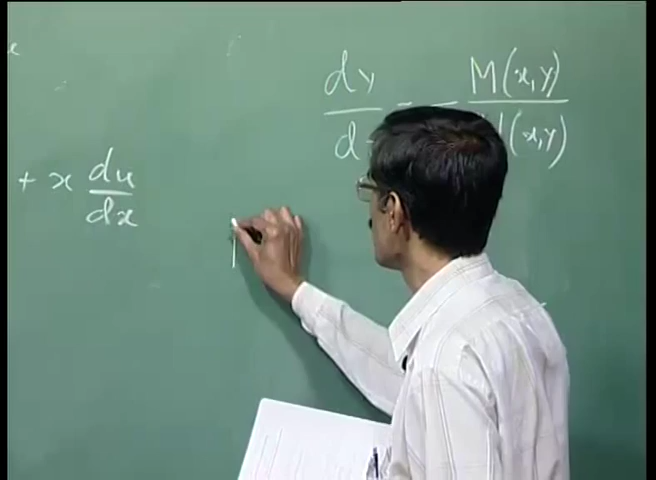 dy — M(x,y)
d (x,y)
+ x du
dx